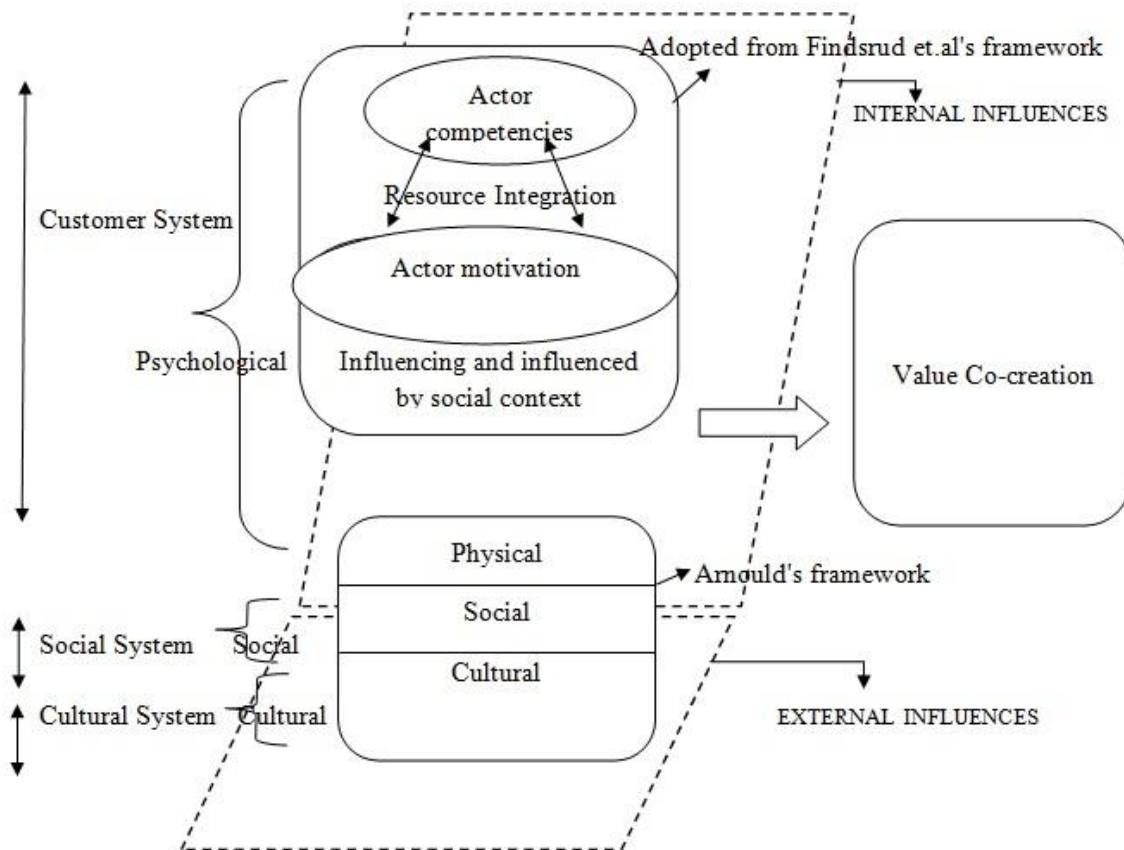 Adopted from Findsrud et.al's framework
Actor
competencies
INTERNAL INFLUENCES
Resource Integration
Customer System
Actor motivation
Psychological
Influencing and influenced
by social context
Value Co-creation
Physical
Arnould's framework
Social
Social System
Social
Cultural
Cultural System
Cultural
EXTERNAL INFLUENCES